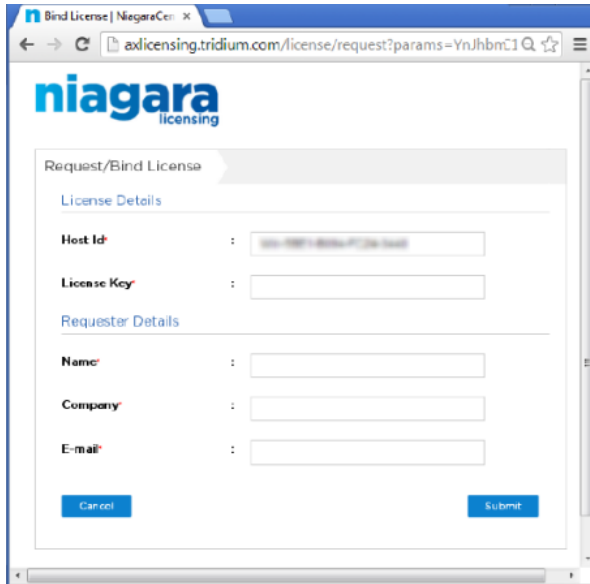 Bind License | NiagaraCen ×
axlicensing.tridium.com/license/request?params=YnJhbm
niagara
licensing
Request/Bind License
License Details
Host Id* :
License Key* :
Requester Details
Name* :
Company* :
E-mail* :
Cancel Submit